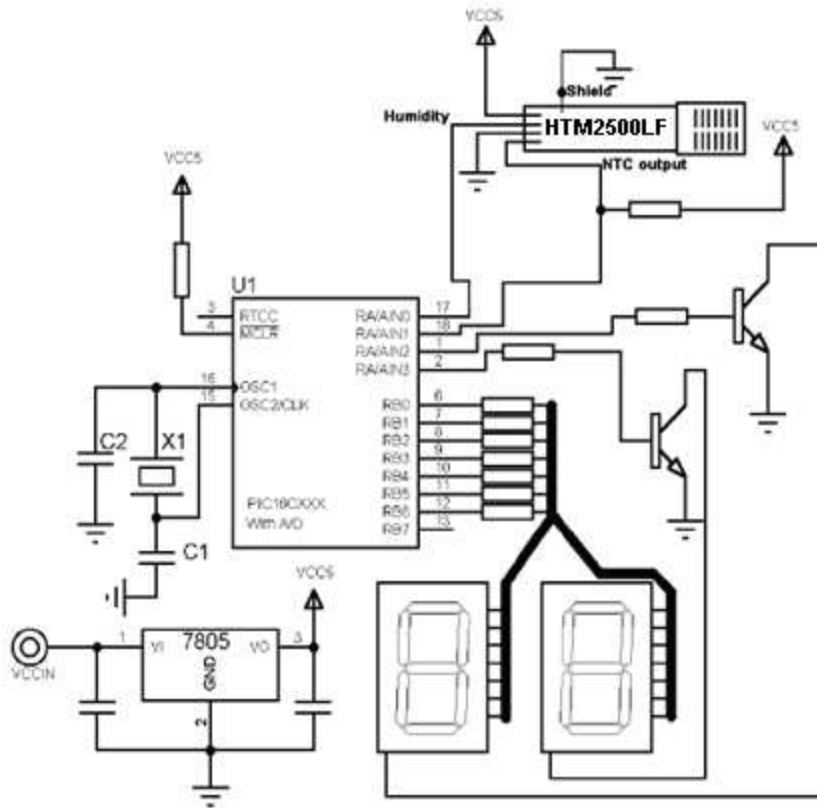 VCC5
Shield
Humidity
HTM2500LF
VCC5
NTC output
VCC5
U1
3
RTCC
4
MCLR
16
OSC1
15
OSC2/CLK
RA/AIN0
17
RA/AIN1
18
RA/AIN2
1
RA/AIN3
2
RB0
6
RB1
7
RB2
8
RB3
9
RB4
10
RB5
11
RB6
12
RB7
13
PIC16CXXX
With A/D
C2
X1
C1
VCC5
VCCIN
1
VI
7805
VO
3
GND
2